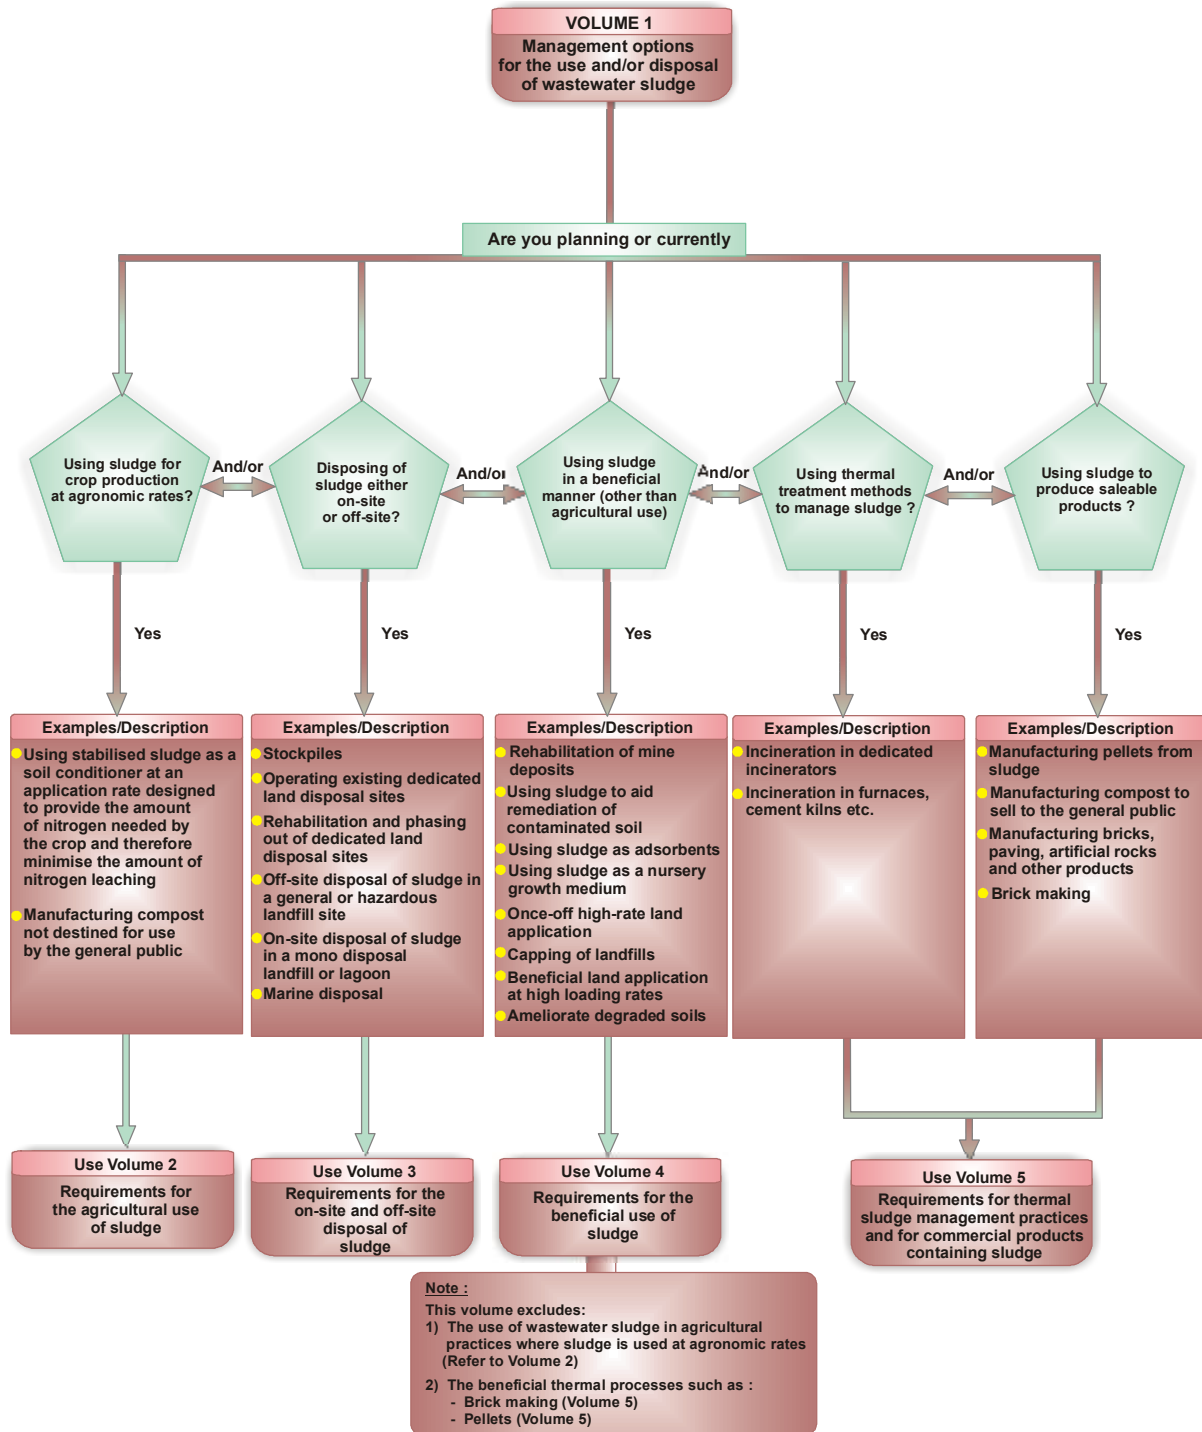 VOLUME 1
Management options
for the use and/or disposal
of wastewater sludge
Are you planning or currently
Using sludge for
crop production
at agronomic rates?
And/or
Disposing of
sludge either
on-site
or off-site?
And/or
Using sludge
in a beneficial
manner (other than
agricultural use)
And/or
Using thermal
treatment methods
to manage sludge ?
And/or
Using sludge to
produce saleable
products ?
Yes
Yes
Yes
Yes
Yes
Examples/Description
Using stabilised sludge as a
soil conditioner at an
application rate designed
to provide the amount
of nitrogen needed by
the crop and therefore
minimise the amount of
nitrogen leaching
Manufacturing compost
not destined for use
by the general public
Examples/Description
Stockpiles
Operating existing dedicated
land disposal sites
Rehabilitation and phasing
out of dedicated land
disposal sites
Off-site disposal of sludge in
a general or hazardous
landfill site
On-site disposal of sludge
in a mono disposal
landfill or lagoon
Marine disposal
Examples/Description
Rehabilitation of mine
deposits
Using sludge to aid
remediation of
contaminated soil
Using sludge as adsorbents
Using sludge as a nursery
growth medium
Once-off high-rate land
application
Capping of landfills
Beneficial land application
at high loading rates
Ameliorate degraded soils
Examples/Description
Incineration in dedicated
incinerators
Incineration in furnaces,
cement kilns etc.
Examples/Description
Manufacturing pellets from
sludge
Manufacturing compost to
sell to the general public
Manufacturing bricks,
paving, artificial rocks
and other products
Brick making
Use Volume 2
Requirements for
the agricultural use
of sludge
Use Volume 3
Requirements for the
on-site and off-site
disposal of
sludge
Use Volume 4
Requirements for the
beneficial use of
sludge
Use Volume 5
Requirements for thermal
sludge management practices
and for commercial products
containing sludge
Note :
This volume excludes:
1) The use of wastewater sludge in agricultural
practices where sludge is used at agronomic rates
(Refer to Volume 2)
2) The beneficial thermal processes such as :
- Brick making (Volume 5)
- Pellets (Volume 5)